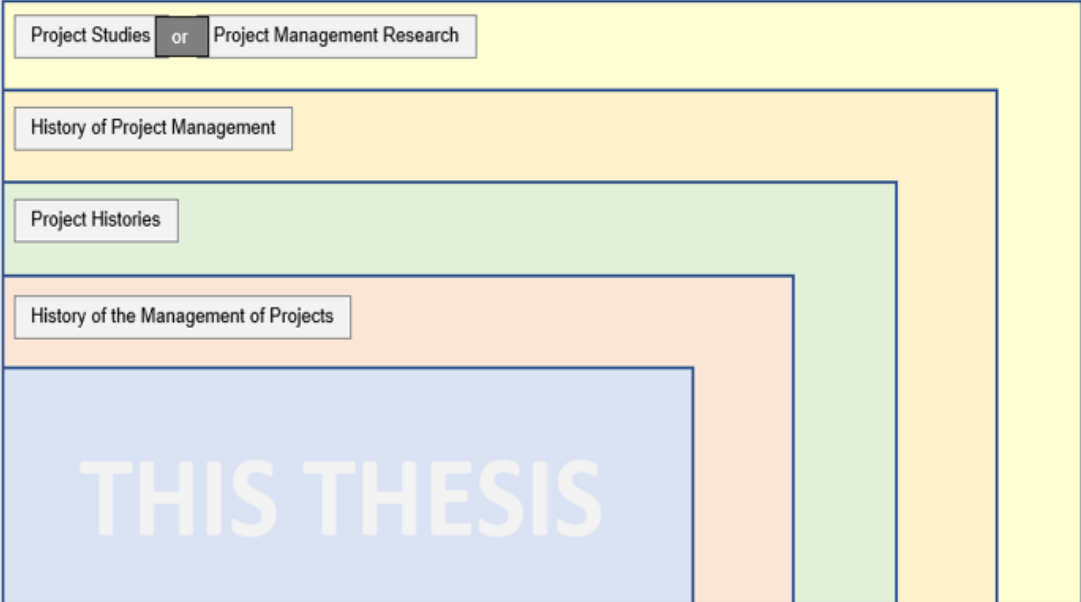 Project Studies or Project Management Research
History of Project Management
Project Histories
History of the Management of Projects
THIS THESIS